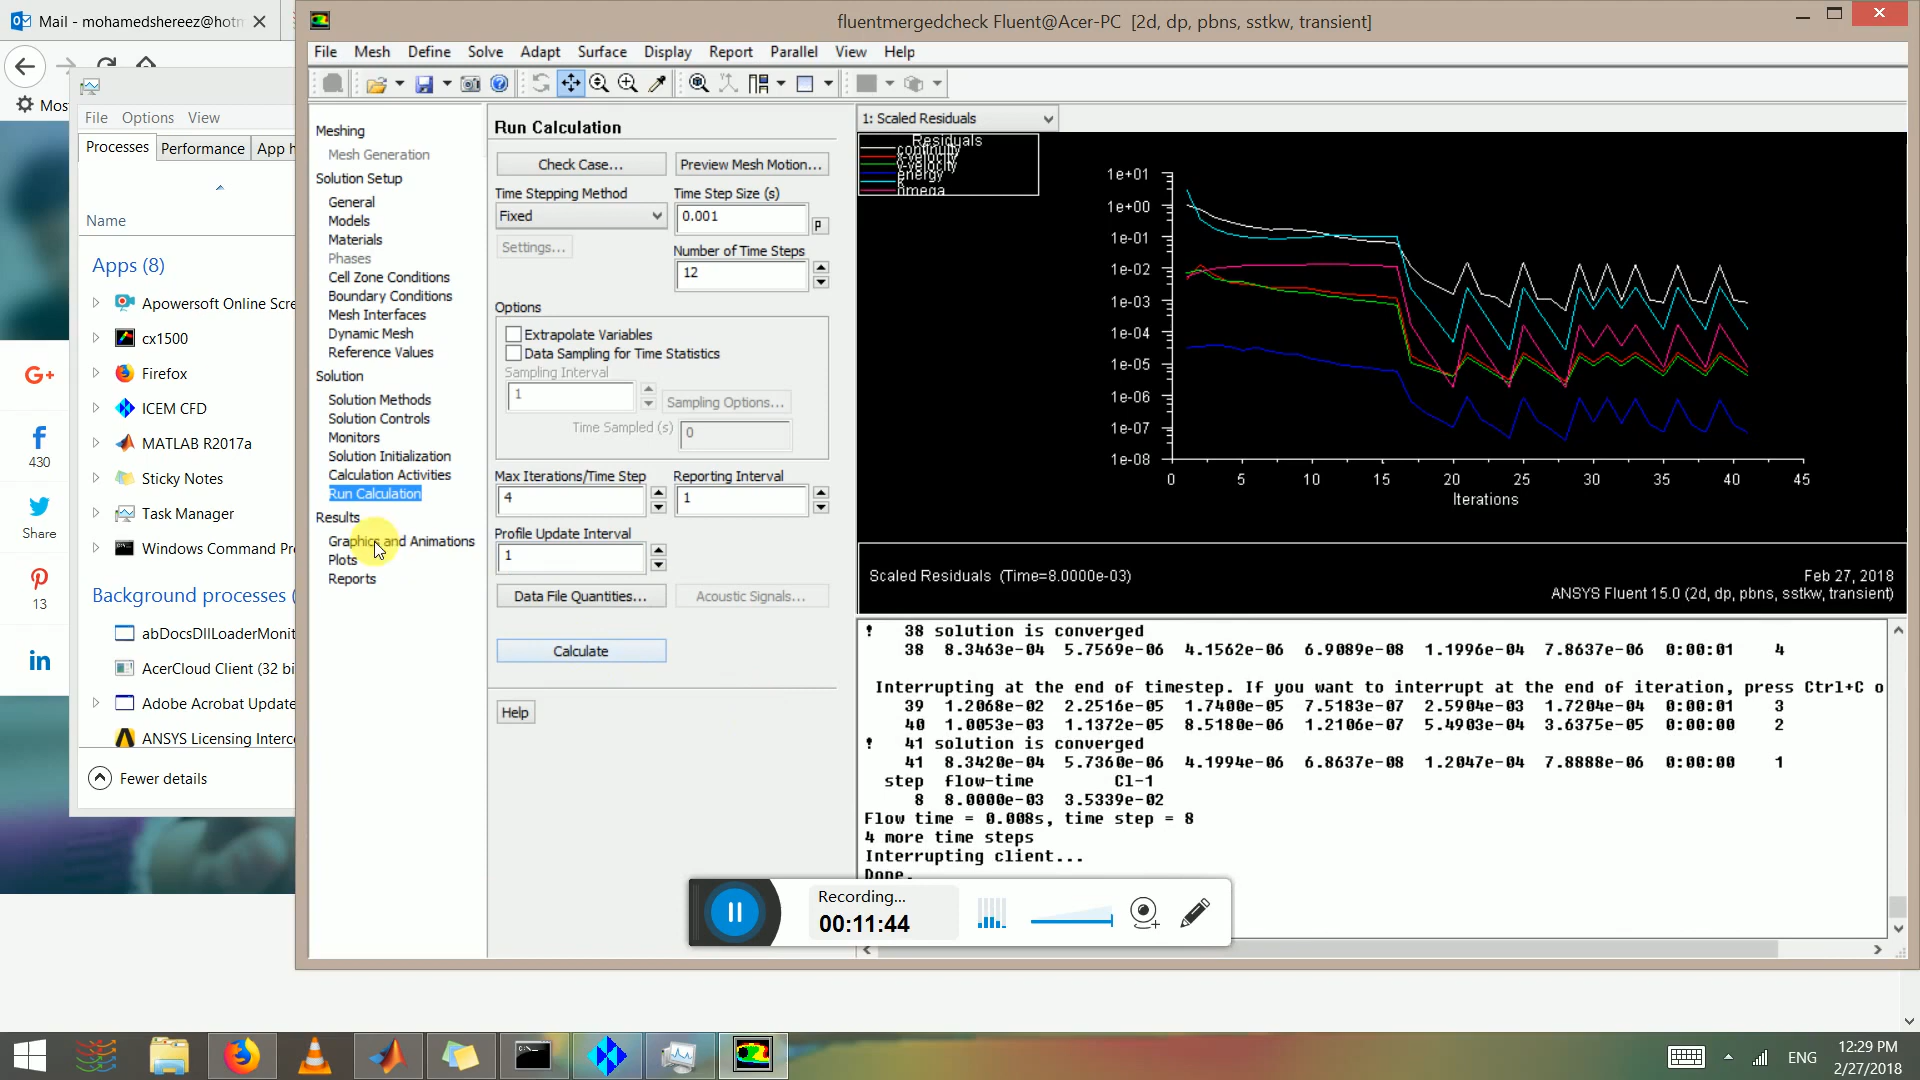 Mail - mohamedshereez@hotm
fluentmergedcheck Fluent@Acer-PC [2d, dp, pbns, sstkw, transient]
File Mesh Define Solve Adapt Surface Display Report Parallel View Help
Mos
File Options View
Processes Performance App h
Name
Apps (8)
Apowersoft Online Scre
cx1500
Firefox
ICEM CFD
MATLAB R2017a
Sticky Notes
Task Manager
Windows Command Pr
Background processes (
abDocsDllLoaderMonit
AcerCloud Client (32 bi
Adobe Acrobat Update
ANSYS Licensing Interc
Fewer details
G+
430
Share
13
in
Meshing
Mesh Generation
Solution Setup
General
Models
Materials
Phases
Cell Zone Conditions
Boundary Conditions
Mesh Interfaces
Dynamic Mesh
Reference Values
Solution
Solution Methods
Solution Controls
Monitors
Solution Initialization
Calculation Activities
Run Calculation
Results
Graphics and Animations
Plots
Reports
Run Calculation
Check Case... Preview Mesh Motion...
Time Stepping Method Time Step Size (s)
Fixed 0.001 P
Settings... Number of Time Steps
12
Options
Extrapolate Variables
Data Sampling for Time Statistics
Sampling Interval
1 Sampling Options...
Time Sampled (s) 0
Max Iterations/Time Step Reporting Interval
4 1
Profile Update Interval
1
Data File Quantities... Acoustic Signals...
Calculate
Help
1: Scaled Residuals
Residuals
continuity
x-velocity
y-velocity
energy
k
omega
1e+01
1e+00
1e-01
1e-02
1e-03
1e-04
1e-05
1e-06
1e-07
1e-08
0 5 10 15 20 25 30 35 40 45
Iterations
Scaled Residuals (Time=8.0000e-03) Feb 27, 2018
ANSYS Fluent 15.0 (2d, dp, pbns, sstkw, transient)
! 38 solution is converged
38 8.3463e-04 5.7569e-06 4.1562e-06 6.9089e-08 1.1996e-04 7.8637e-06 0:00:01 4
Interrupting at the end of timestep. If you want to interrupt at the end of iteration, press Ctrl+C o
39 1.2068e-02 2.2516e-05 1.7400e-05 7.5183e-07 2.5904e-03 1.7204e-04 0:00:01 3
40 1.0053e-03 1.1372e-05 8.5180e-06 1.2106e-07 5.4903e-04 3.6375e-05 0:00:00 2
! 41 solution is converged
41 8.3420e-04 5.7360e-06 4.1994e-06 6.8637e-08 1.2047e-04 7.8888e-06 0:00:00 1
step flow-time Cl-1
8 8.0000e-03 3.5339e-02
Flow time = 0.008s, time step = 8
4 more time steps
Interrupting client...
Done.
Recording...
00:11:44
ENG 12:29 PM
2/27/2018